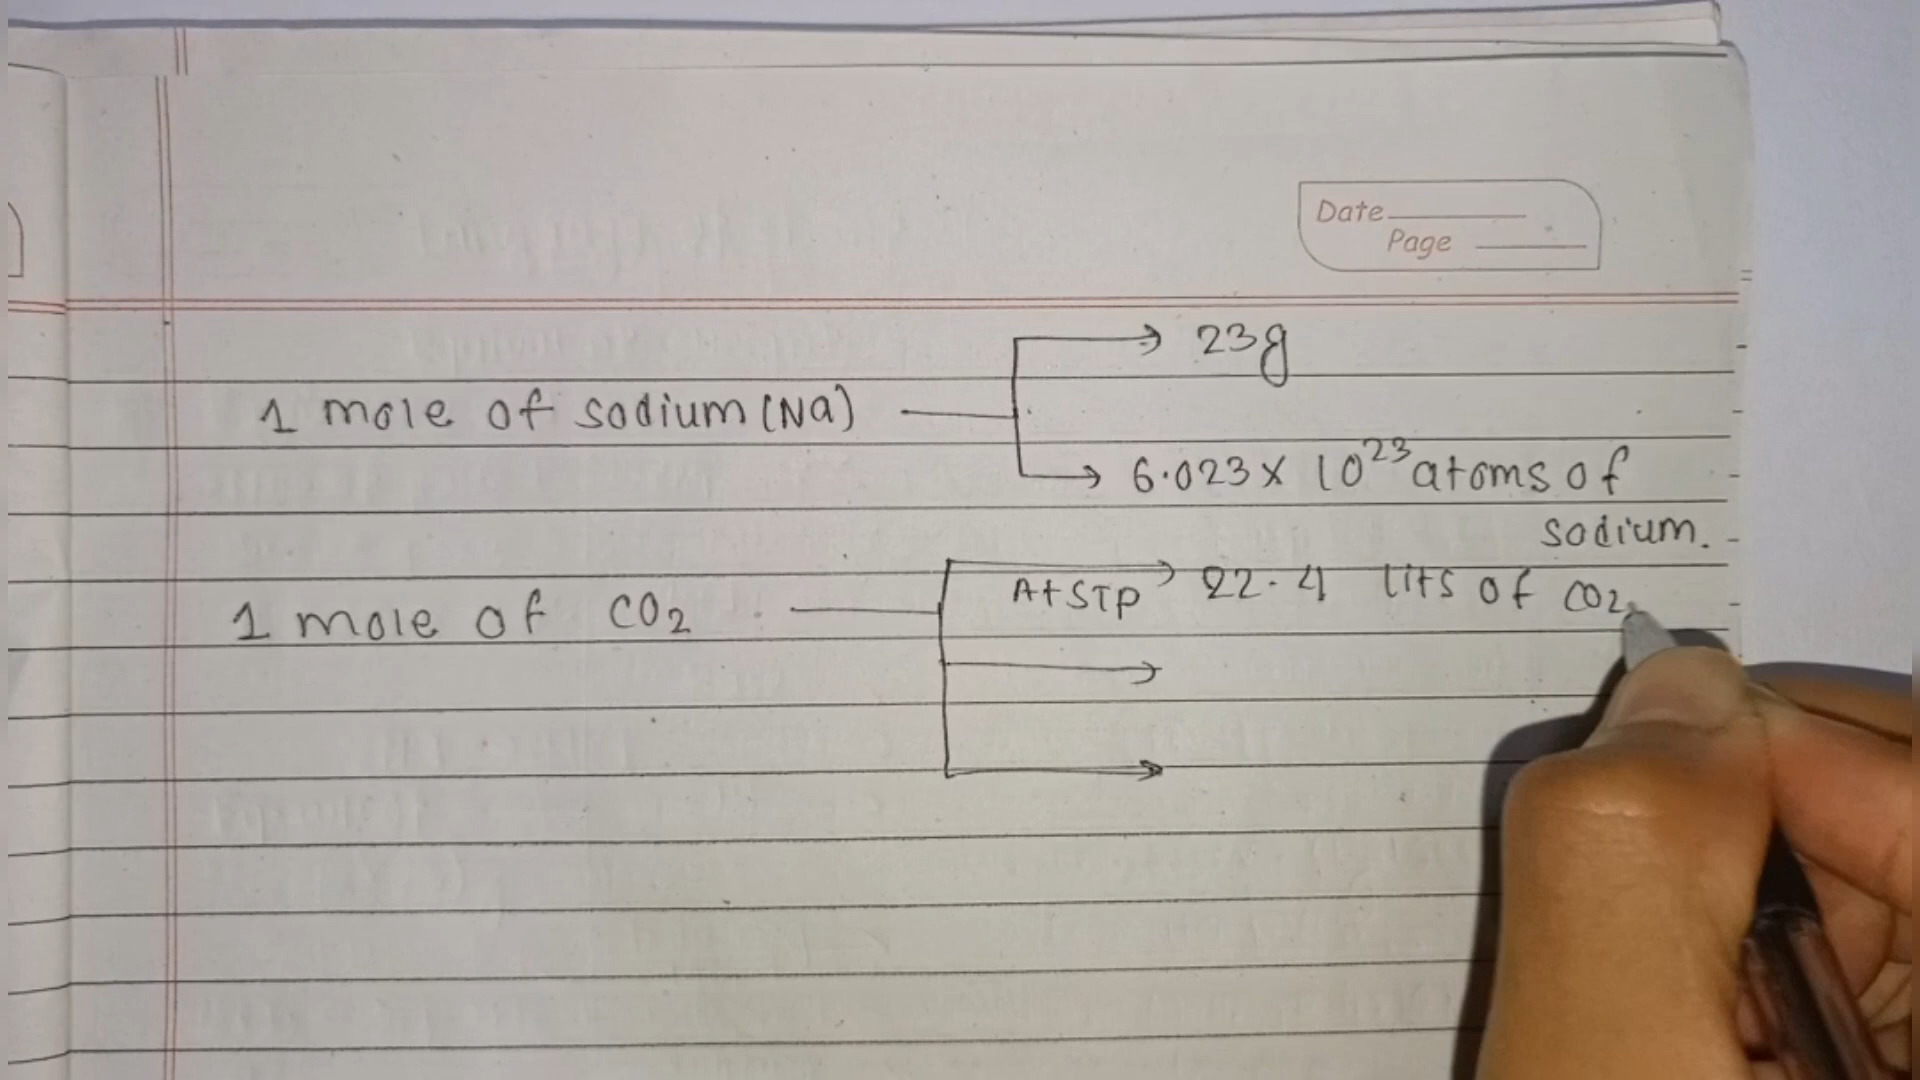 Date
Page
23g
1 mole of sodium (Na)
6.023 x 10²³ atoms of
sodium.
At STP 22.4 lits of CO₂
1 mole of CO₂